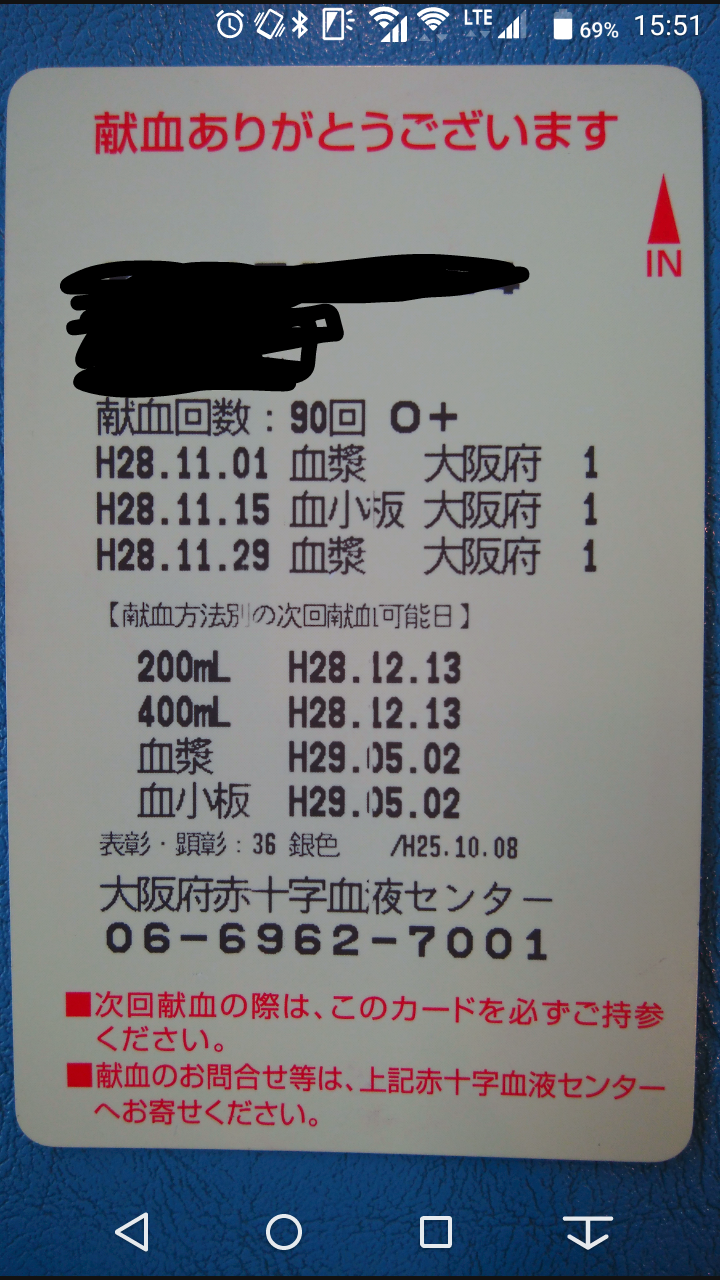 LTE 69% 15:51
献血ありがとうございます
IN
献血回数：90回 O+
H28.11.01 血漿 大阪府 1
H28.11.15 血小板 大阪府 1
H28.11.29 血漿 大阪府 1
【献血方法別の次回献血可能日】
200mL H28.12.13
400mL H28.12.13
血漿 H29.05.02
血小板 H29.05.02
表彰・顕彰：36 銀色 /H25.10.08
大阪府赤十字血液センター
06-6962-7001
■次回献血の際は、このカードを必ずご持参
ください。
■献血のお問合せ等は、上記赤十字血液センター
へお寄せください。